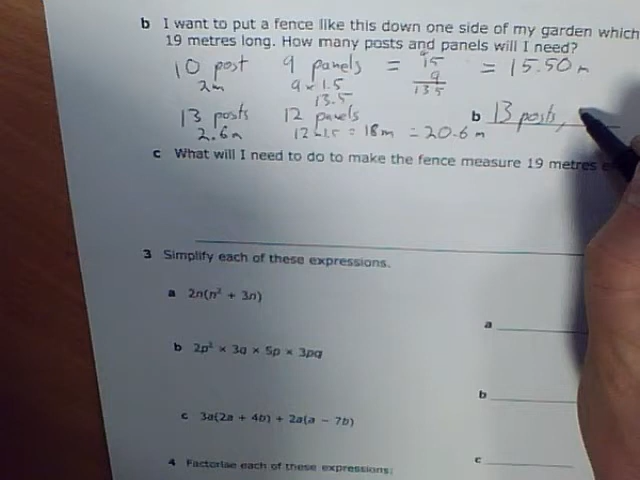 b I want to put a fence like this down one side of my garden which
19 metres long. How many posts and panels will I need?
10 post 9 panels = 15 = 15.50 m
2m 9 x 1.5 9
13.5 135
13 posts 12 panels
2.6m 12 x 1.5 = 18m = 20.6 m
b 13 posts,
c What will I need to do to make the fence measure 19 metres
3 Simplify each of these expressions.
a 2n(n² + 3n)
a
b 2p² × 3q × 5p × 3pq
b
c 3a(2a + 4b) + 2a(a − 7b)
c
4 Factorise each of these expressions: